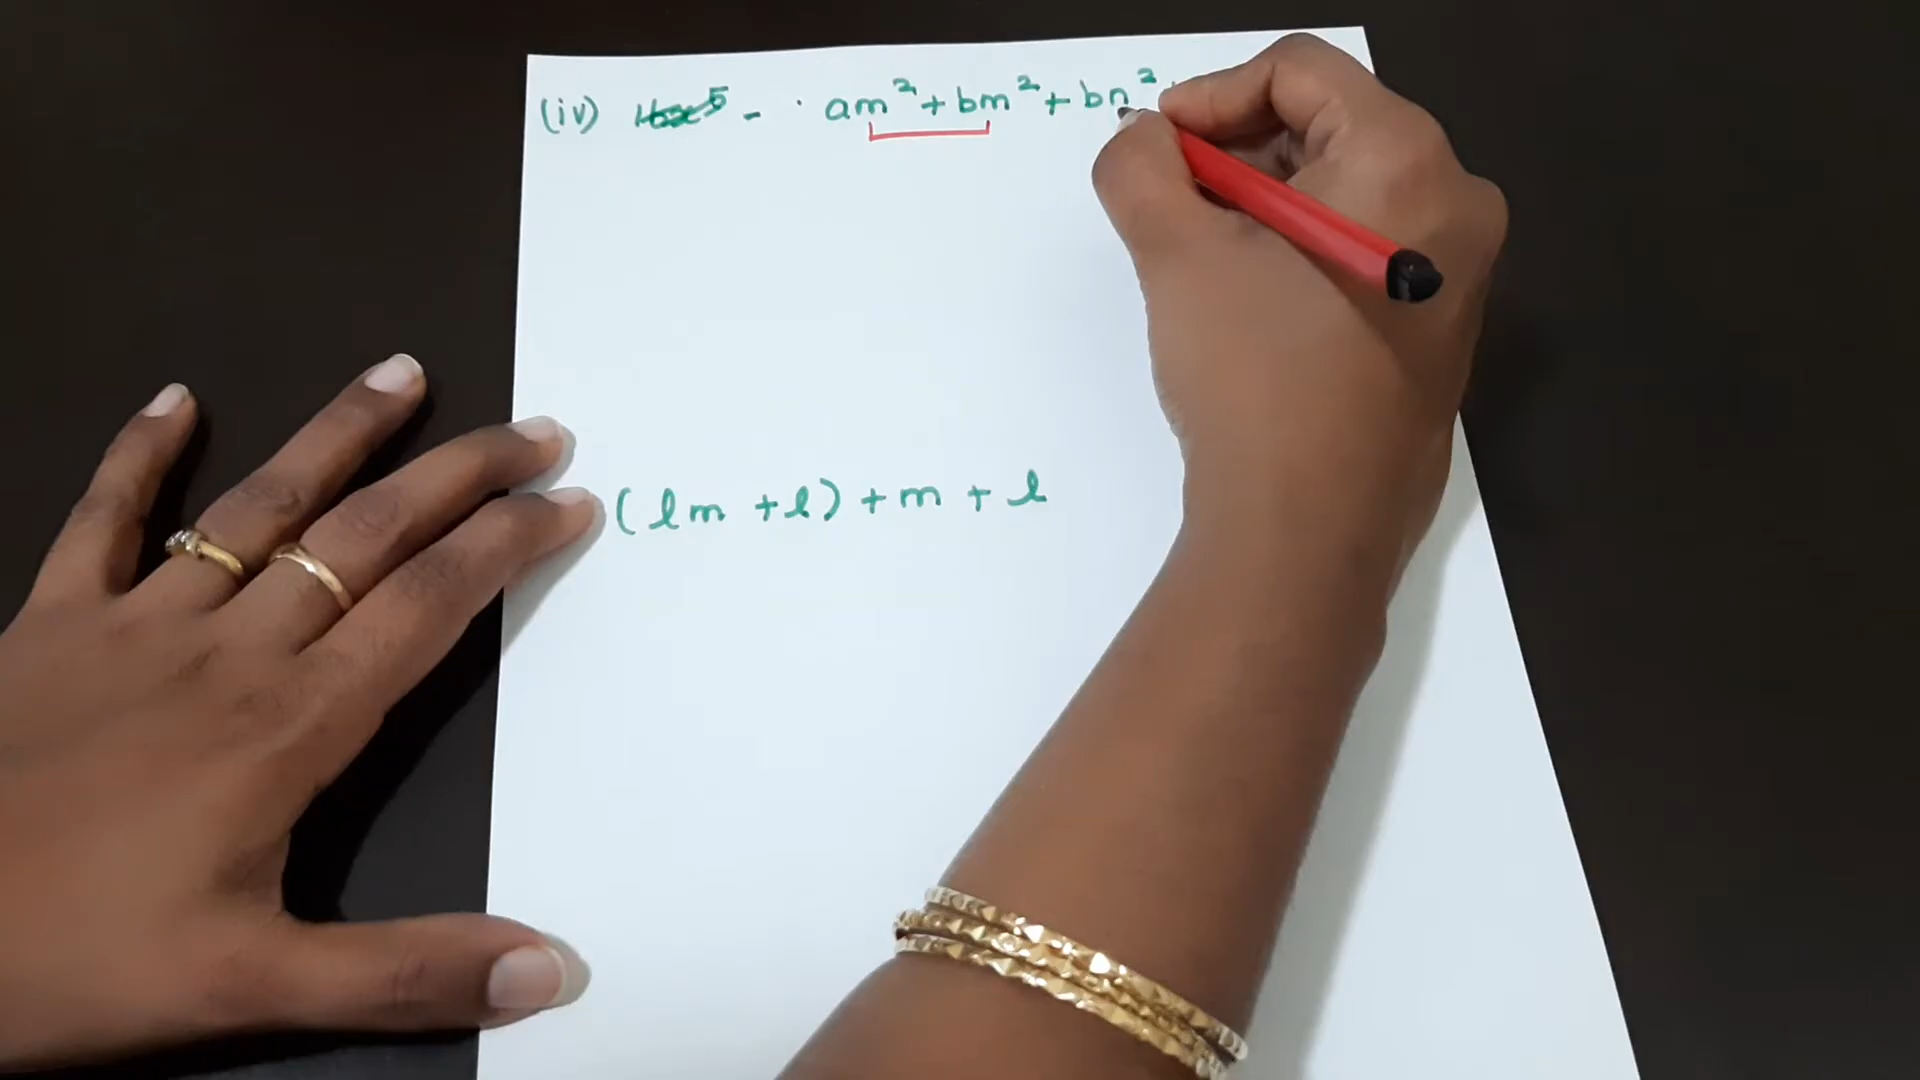 (iv) - am² + bm² + bn²
(lm + l) + m + l